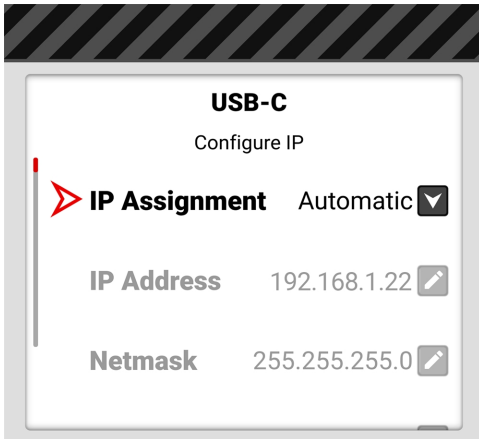 USB-C
Configure IP
IP Assignment Automatic
IP Address 192.168.1.22
Netmask 255.255.255.0